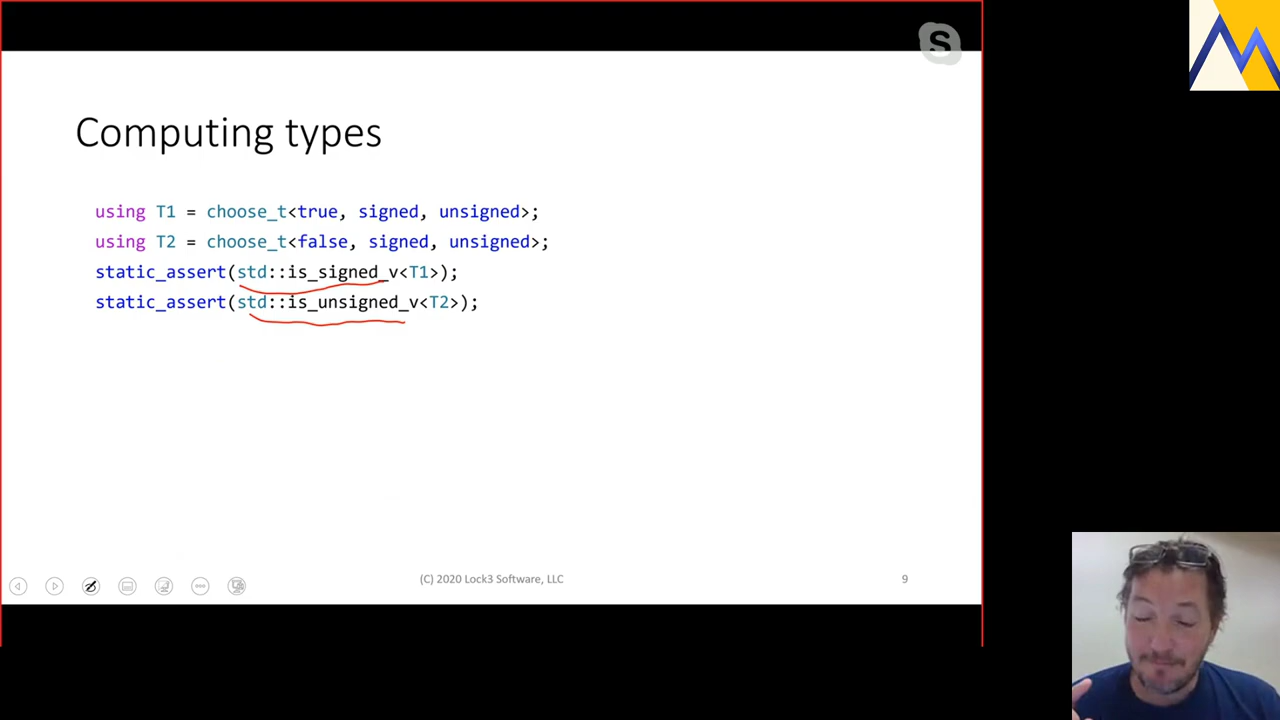 S
Computing types
using T1 = choose_t<true, signed, unsigned>;
using T2 = choose_t<false, signed, unsigned>;
static_assert(std::is_signed_v<T1>);
static_assert(std::is_unsigned_v<T2>);
(C) 2020 Lock3 Software, LLC
9